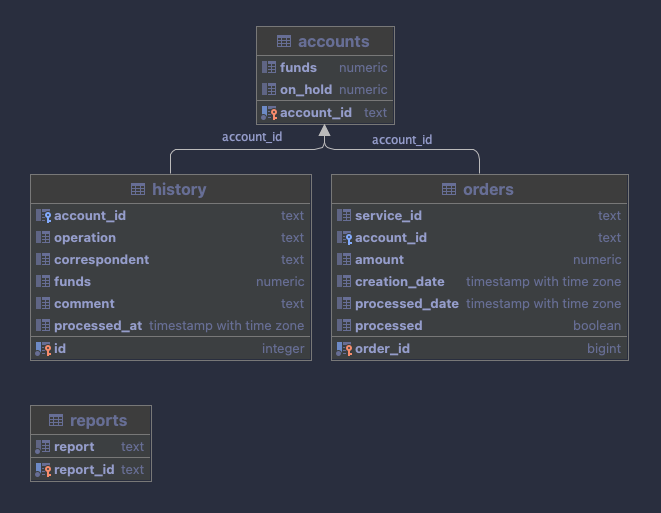 accounts
funds numeric
on_hold numeric
account_id text
account_id
account_id
history
account_id text
operation text
correspondent text
funds numeric
comment text
processed_at timestamp with time zone
id integer
orders
service_id text
account_id text
amount numeric
creation_date timestamp with time zone
processed_date timestamp with time zone
processed boolean
order_id bigint
reports
report text
report_id text